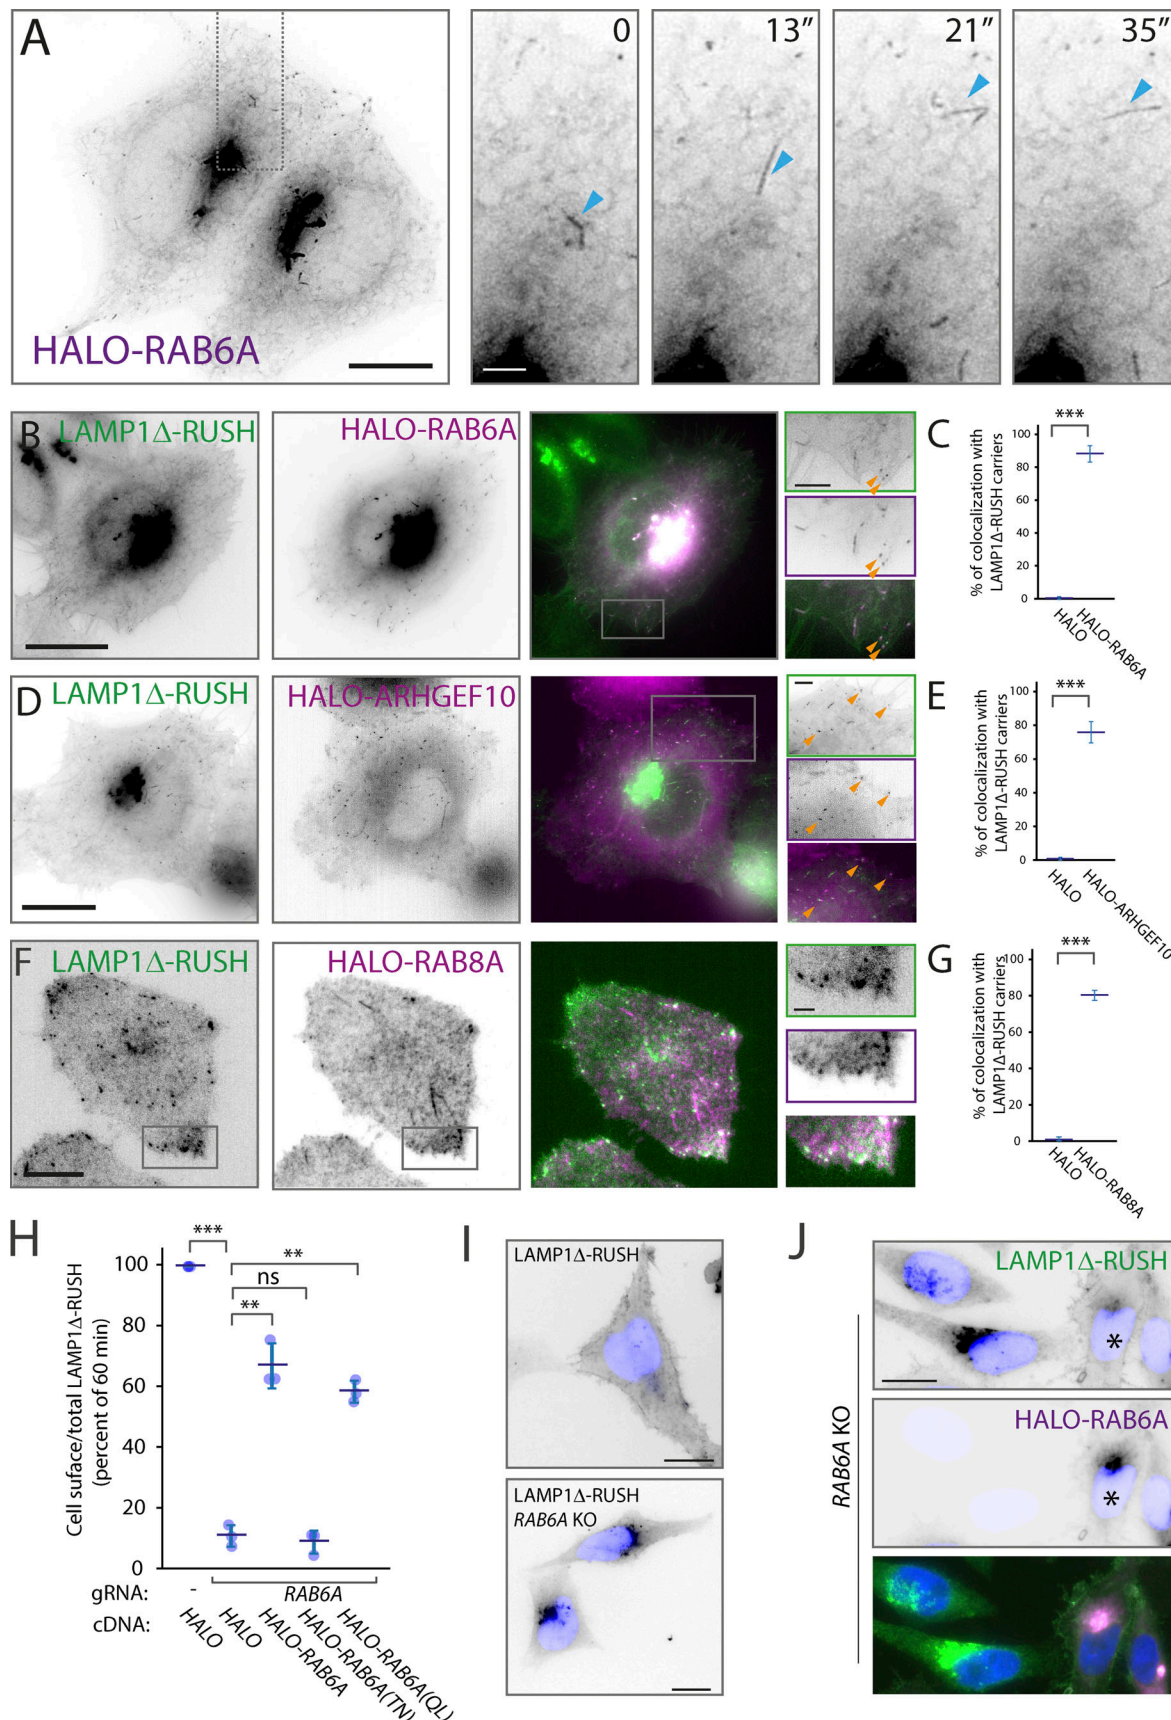 A
HALO-RAB6A
0
13″
21″
35″
B
LAMP1Δ-RUSH
HALO-RAB6A
C
***
% of colocalization with
LAMP1Δ-RUSH carriers
100
80
60
40
20
0
HALO
HALO-RAB6A
D
LAMP1Δ-RUSH
HALO-ARHGEF10
E
***
% of colocalization with
LAMP1Δ-RUSH carriers
100
80
60
40
20
0
HALO
HALO-ARHGEF10
F
LAMP1Δ-RUSH
HALO-RAB8A
G
***
% of colocalization with
LAMP1Δ-RUSH carriers
100
80
60
40
20
0
HALO
HALO-RAB8A
H
***
**
ns
**
Cell suface/total LAMP1Δ-RUSH
(percent of 60 min)
100
80
60
40
20
0
gRNA: - RAB6A
cDNA:
HALO
HALO
HALO-RAB6A
HALO-RAB6A(TN)
HALO-RAB6A(QL)
I
LAMP1Δ-RUSH
LAMP1Δ-RUSH
RAB6A KO
J
RAB6A KO
LAMP1Δ-RUSH
*
HALO-RAB6A
*